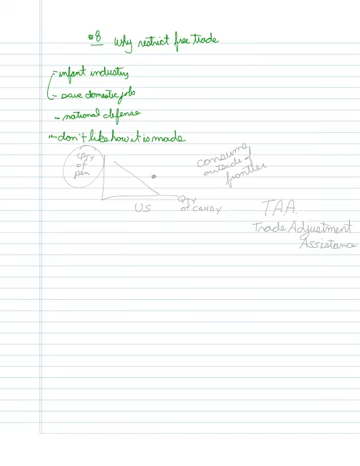 #8 Why restrict free trade
- infant industry
- save domestic jobs
- national defense
- don't like how it is made
QTY of pen
consume outside of frontier
US
QTY of CANDY
TAA
Trade Adjustment
Assistance